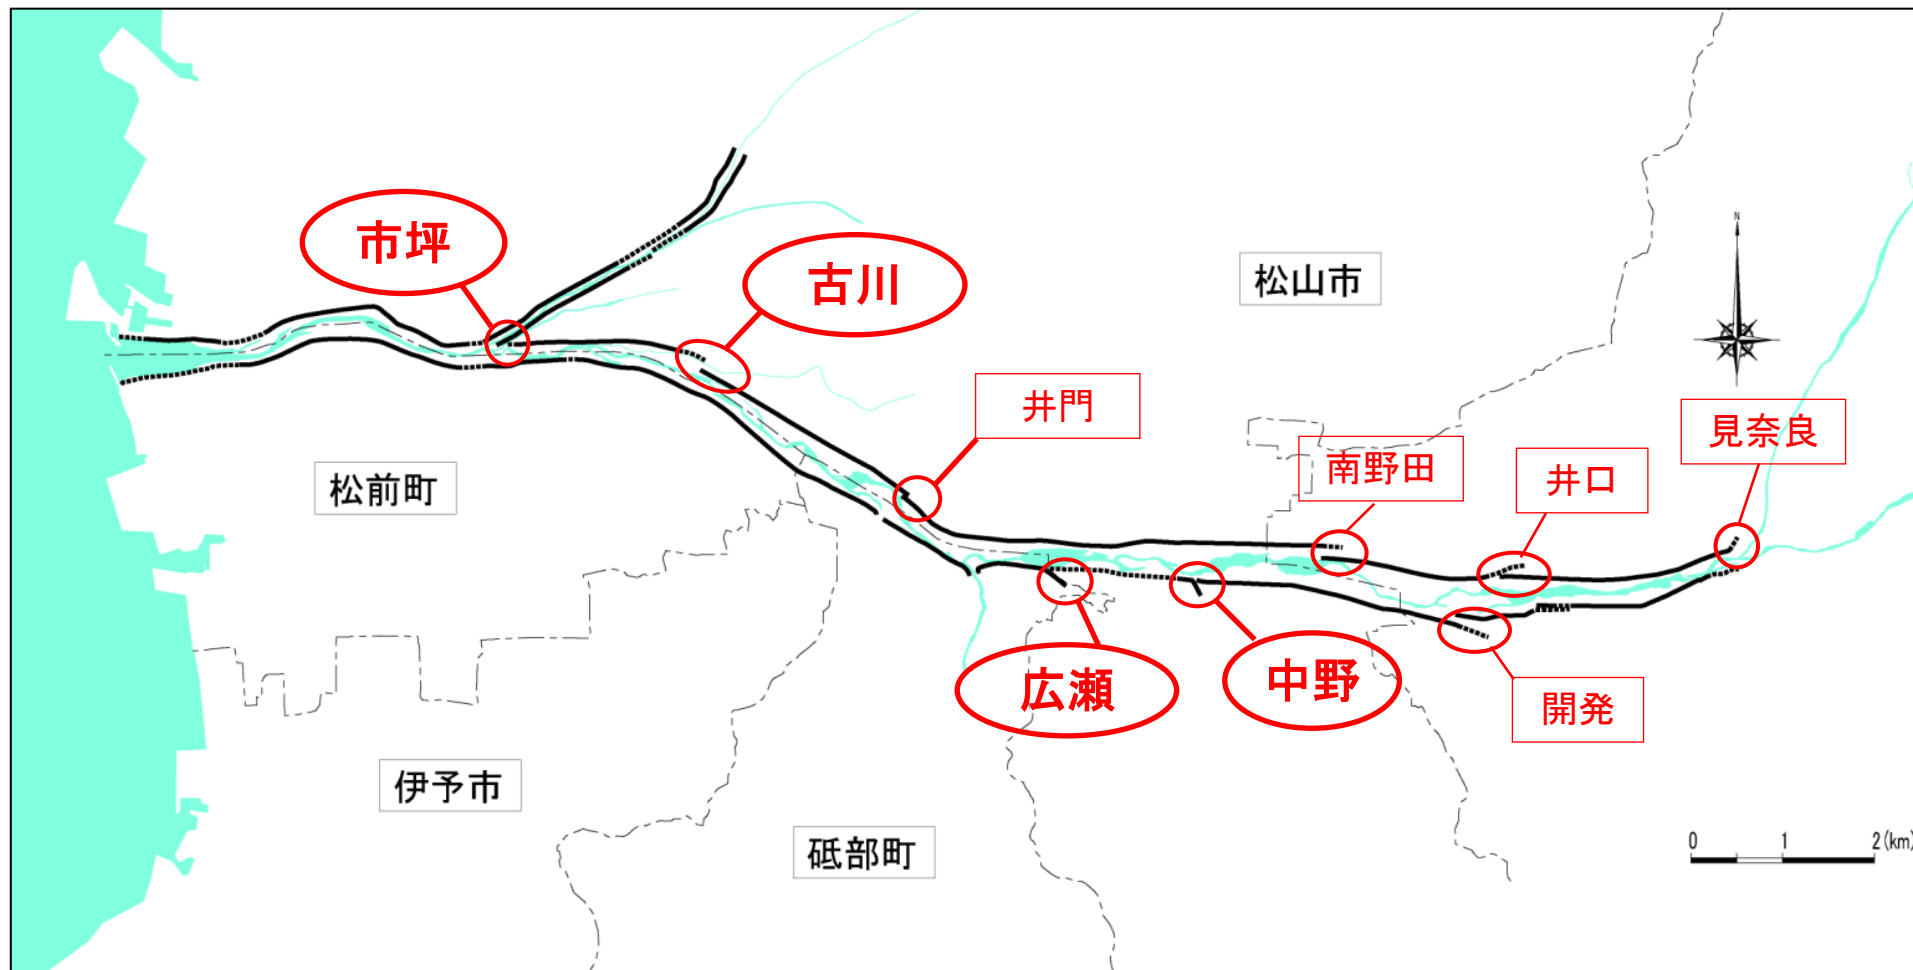 N
市坪
古川
松山市
井門
見奈良
南野田
井口
松前町
広瀬
中野
開発
伊予市
砥部町
0 1 2(km)